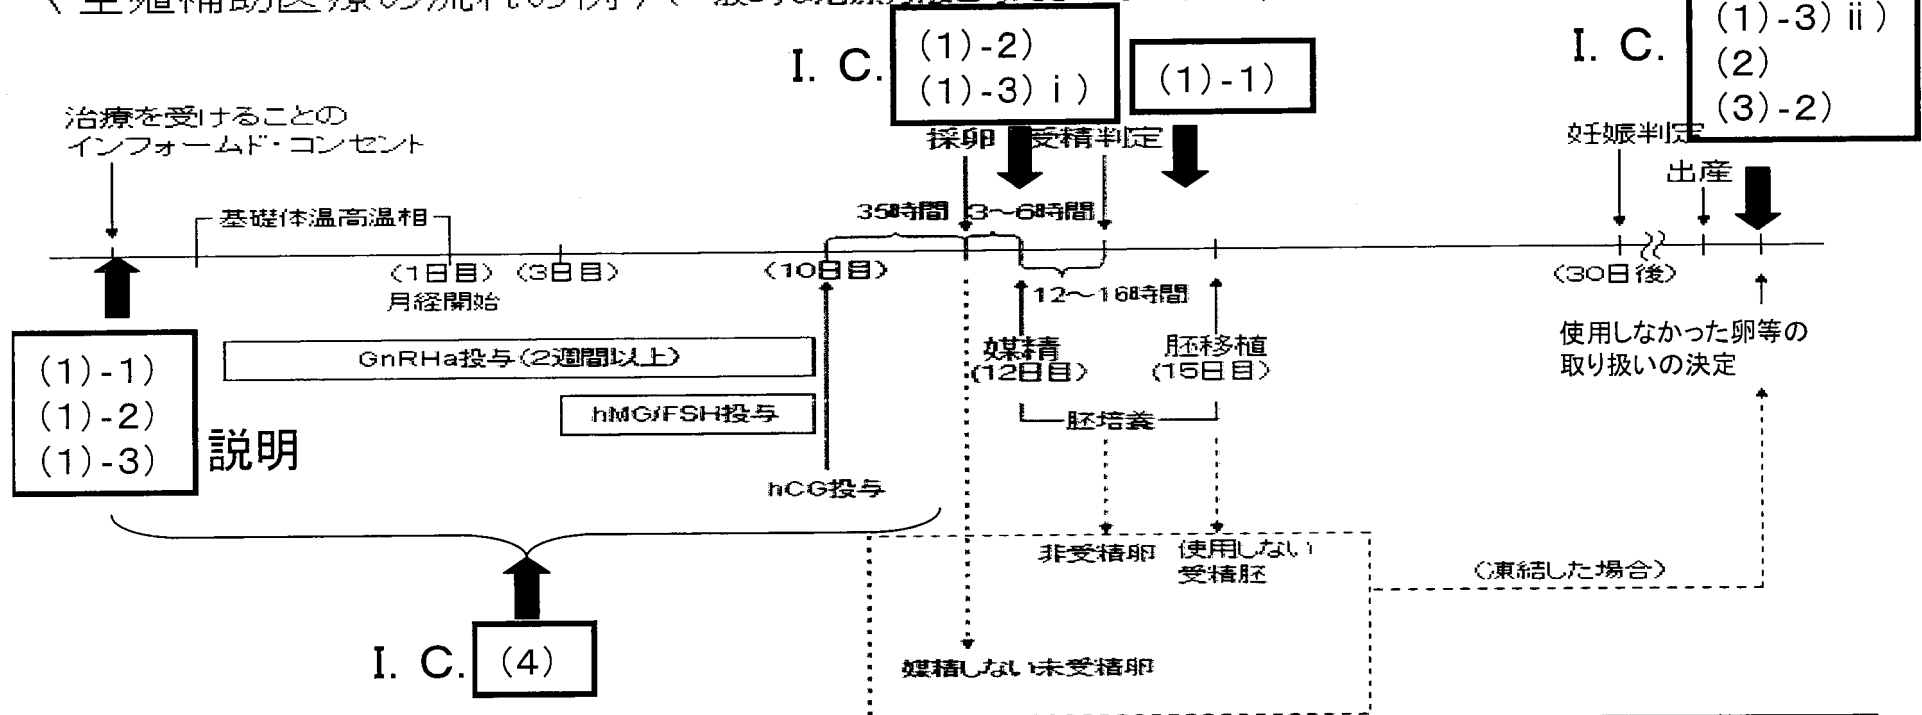 I. C.
(1)-2)
(1)-3) i )
(1)-1)
I. C.
(1)-3) ii )
(2)
(3)-2)
治療を受けることの
インフォームド・コンセント
採卵
受精判定
妊娠判定
出産
基礎体温高温相
35時間
3～6時間
(1日目)
月経開始
(3日目)
(10日目)
12～16時間
(30日後)
(1)-1)
(1)-2)
(1)-3)
説明
GnRHa投与(2週間以上)
hMG/FSH投与
hCG投与
媒精
(12日目)
胚移植
(15日目)
胚培養
使用しなかった卵等の
取り扱いの決定
非受精卵
使用しない
受精胚
(凍結した場合)
媒精しない未受精卵
I. C.
(4)